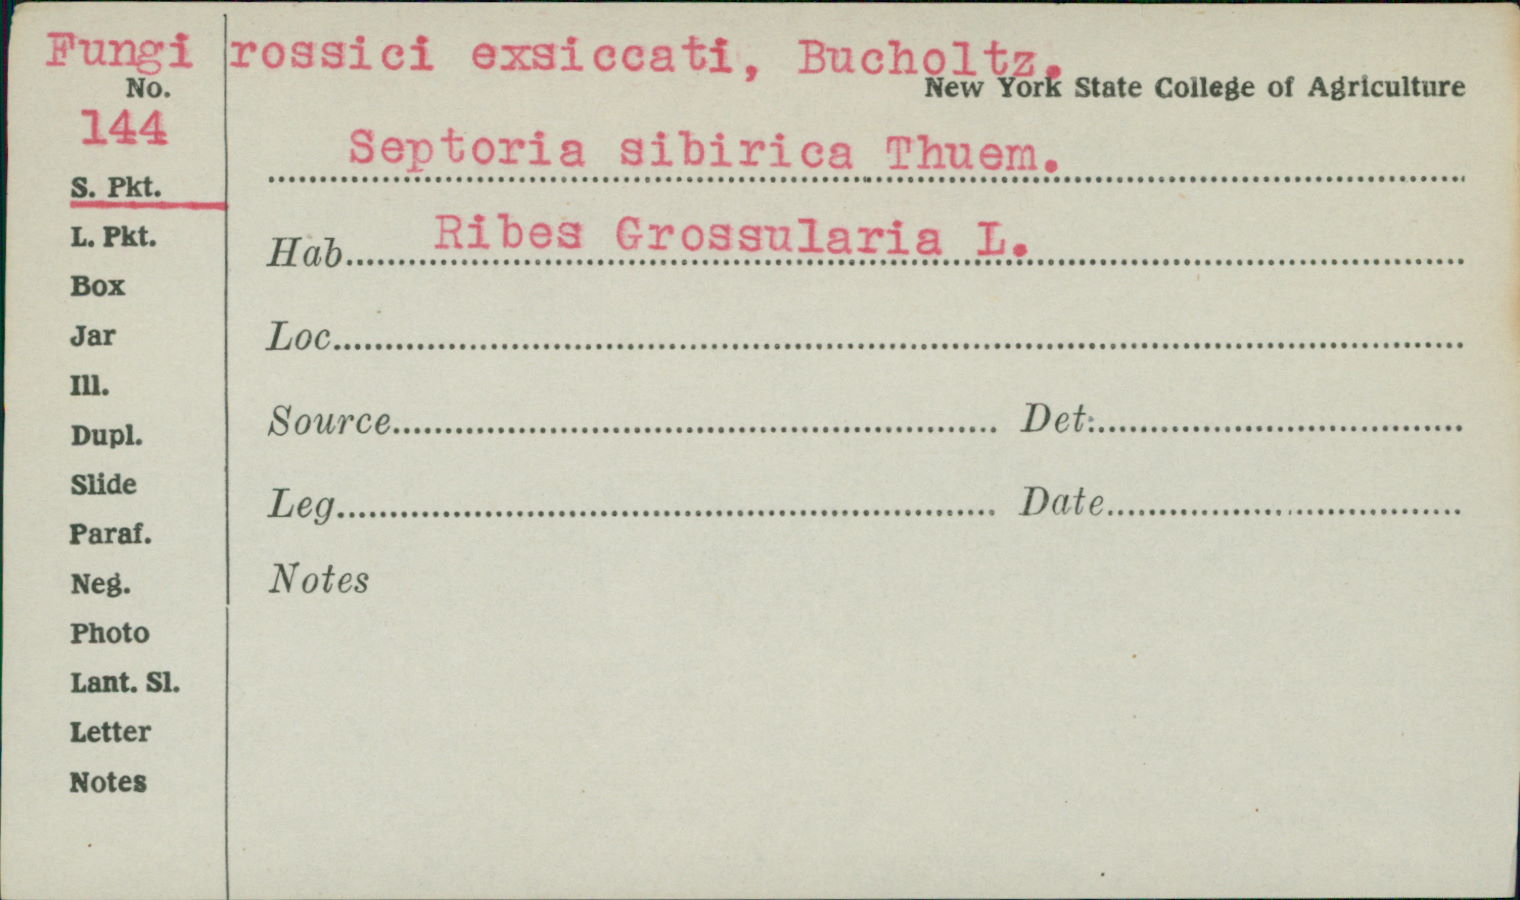 Fungi rossici exsiccati, Bucholtz.
No.
New York State College of Agriculture
144
Septoria sibirica Thuem.
S. Pkt.
Hab. Ribes Grossularia L.
L. Pkt.
Box
Loc.
Jar
Ill.
Source
Det:
Dupl.
Slide
Leg.
Date
Paraf.
Neg.
Notes
Photo
Lant. Sl.
Letter
Notes